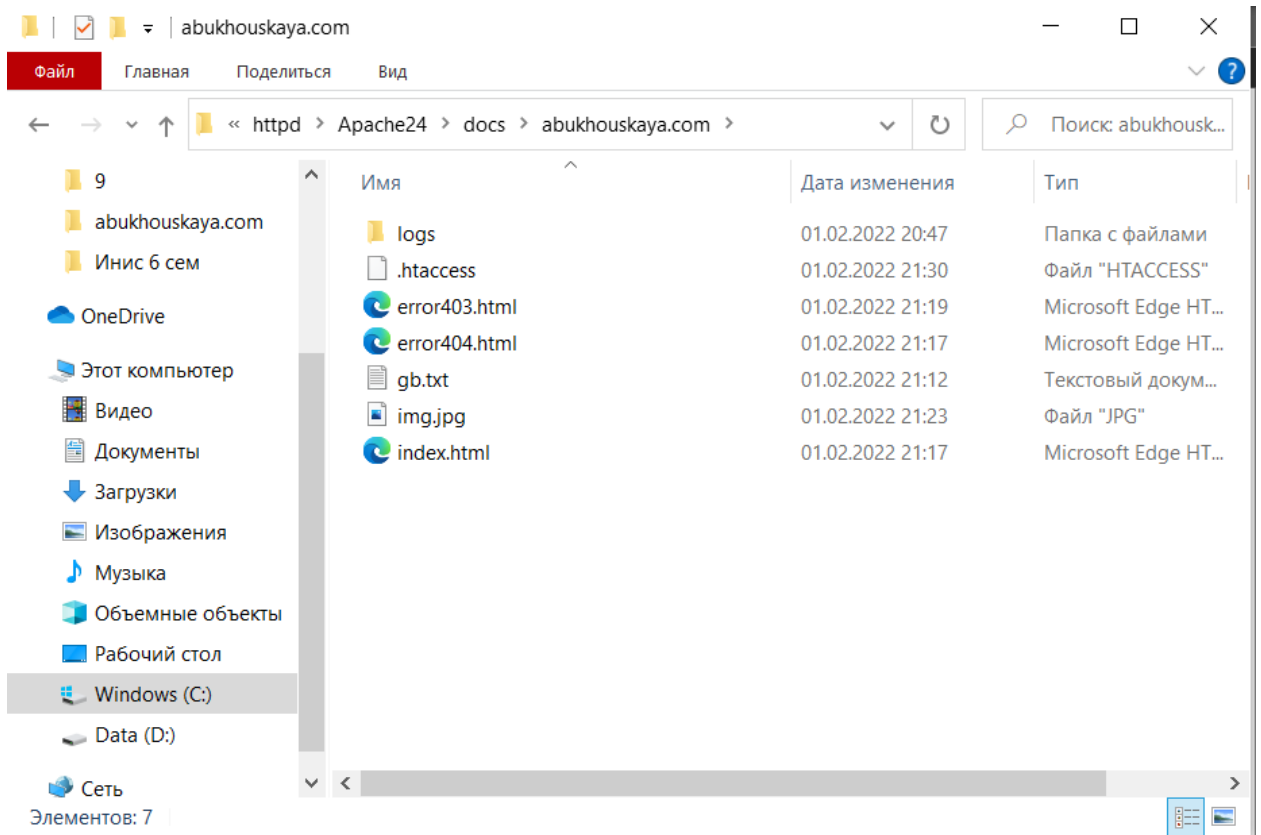 abukhouskaya.com
Файл Главная Поделиться Вид
« httpd > Apache24 > docs > abukhouskaya.com > Поиск: abukhousk...
9
abukhouskaya.com
Инис 6 сем
OneDrive
Этот компьютер
Видео
Документы
Загрузки
Изображения
Музыка
Объемные объекты
Рабочий стол
Windows (C:)
Data (D:)
Сеть
Имя Дата изменения Тип
logs 01.02.2022 20:47 Папка с файлами
.htaccess 01.02.2022 21:30 Файл "HTACCESS"
error403.html 01.02.2022 21:19 Microsoft Edge HT...
error404.html 01.02.2022 21:17 Microsoft Edge HT...
gb.txt 01.02.2022 21:12 Текстовый докум...
img.jpg 01.02.2022 21:23 Файл "JPG"
index.html 01.02.2022 21:17 Microsoft Edge HT...
Элементов: 7